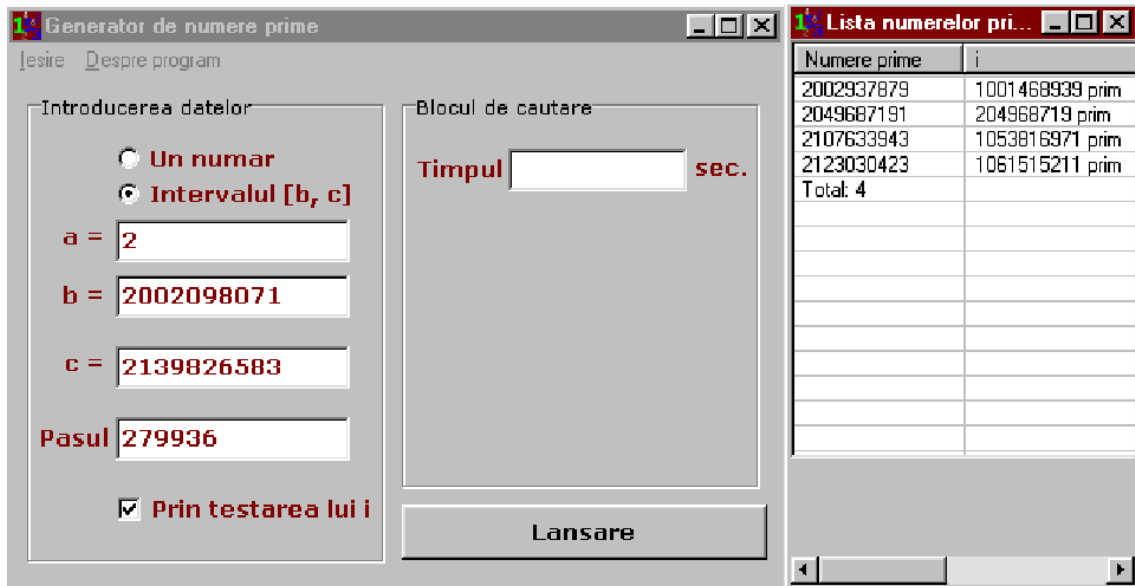 Generator de numere prime
Iesire Despre program
Introducerea datelor
Un numar
Intervalul [b, c]
a = 2
b = 2002098071
c = 2139826583
Pasul 279936
Prin testarea lui i
Blocul de cautare
Timpul sec.
Lansare
Lista numerelor pri...
Numere prime i
2002937879 1001468939 prim
2049687191 204968719 prim
2107633943 1053816971 prim
2123030423 1061515211 prim
Total: 4